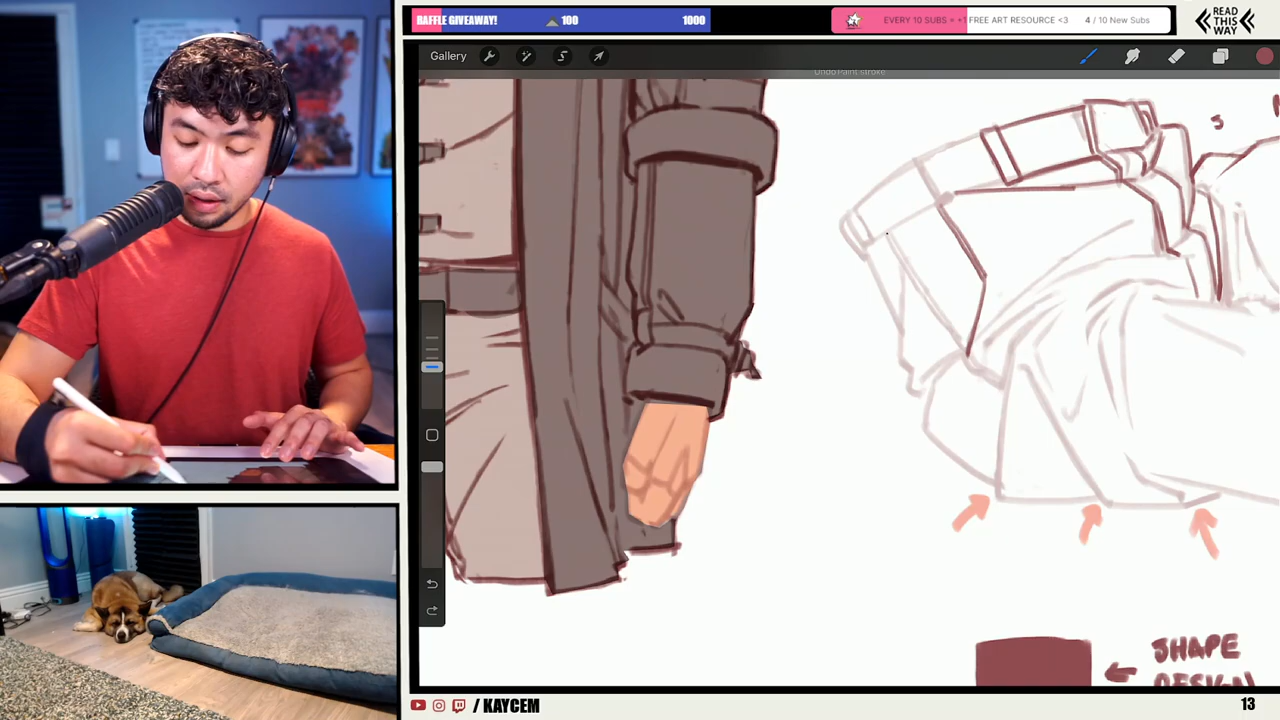 RAFFLE GIVEAWAY!
100
1000
EVERY 10 SUBS = +1 FREE ART RESOURCE <3
4 / 10 New Subs
READ
THIS
WAY
Gallery
Undo Paint stroke
S
SHAPE
DESIGN
/ KAYCEM
13